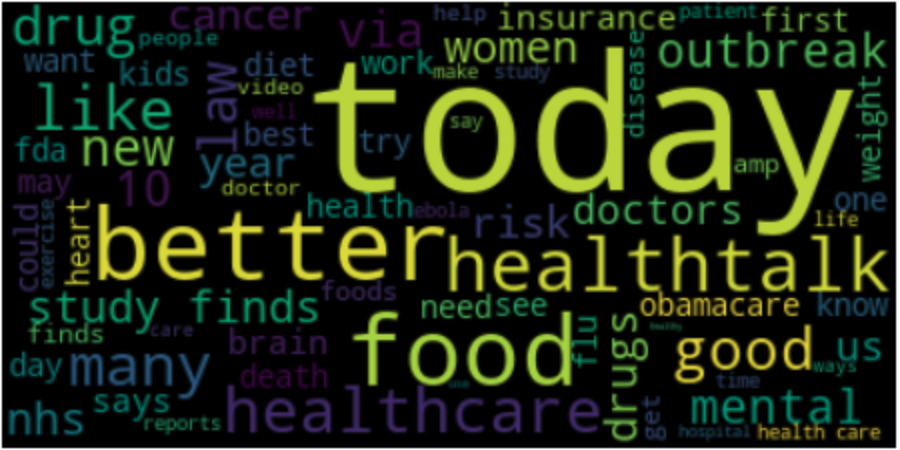 drug
people
cancer
via
help
insurance
patient
first
want
kids
law
diet
video
work
make
study
women
disease
outbreak
weight
like
well
best
try
say
today
amp
fda
new
year
doctor
may
10
health
ebola
risk
doctors
one
life
could
exercise
heart
better
healthtalk
study finds
foods
need
see
obamacare
know
finds
care
brain
food
flu
drugs
healthy
good
us
ways
day
many
death
use
time
nhs
says
reports
healthcare
get
mental
hospital
health care